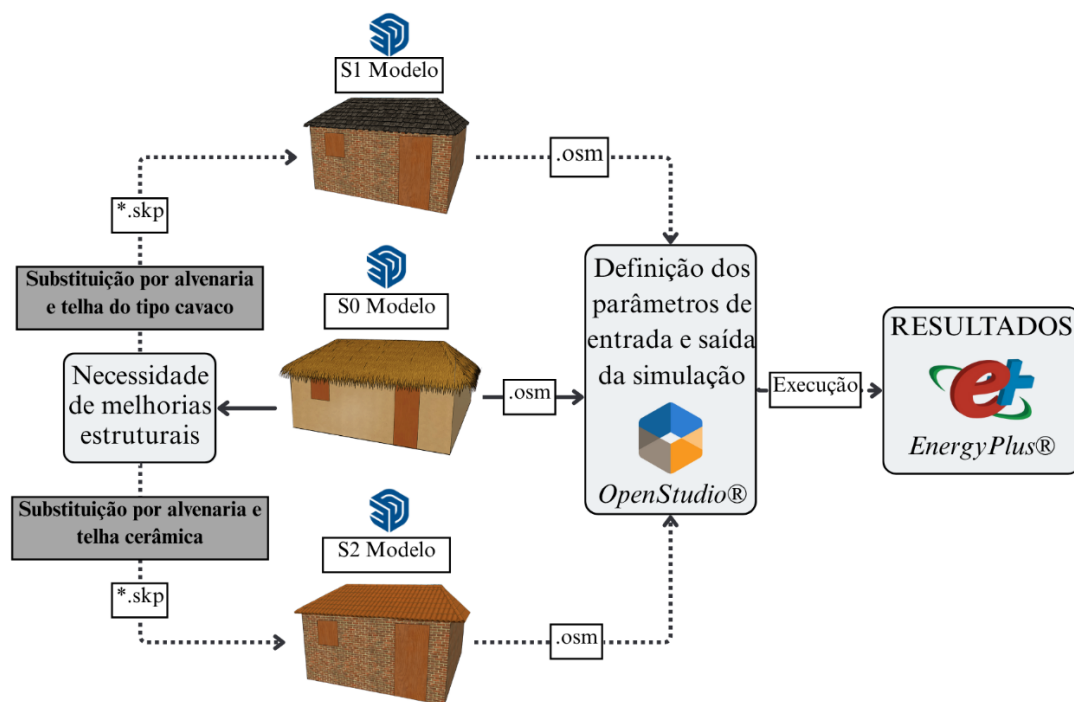 S1 Modelo
.osm
*.skp
Substituição por alvenaria
e telha do tipo cavaco
S0 Modelo
Necessidade
de melhorias
estruturais
.osm
Definição dos
parâmetros de
entrada e saída
da simulação
OpenStudio®
Execução
RESULTADOS
e+
EnergyPlus®
Substituição por alvenaria e
telha cerâmica
*.skp
S2 Modelo
.osm